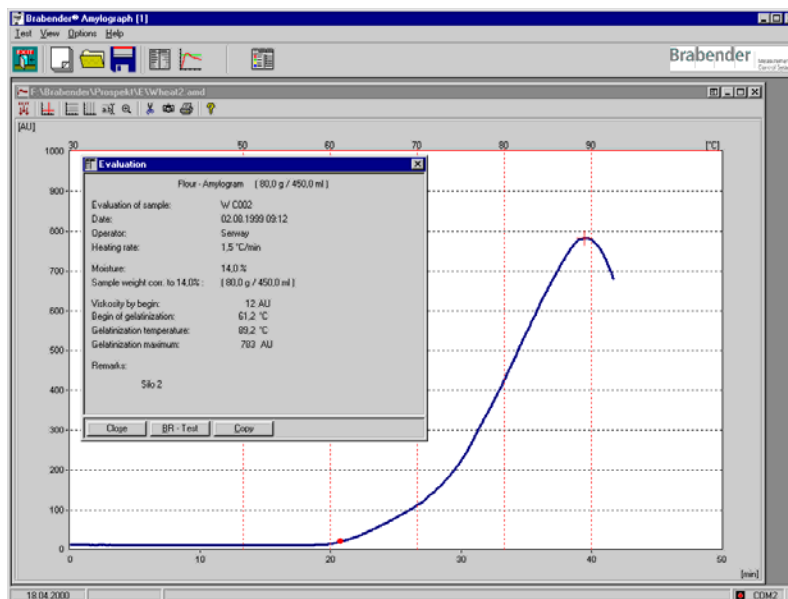 Brabender® Amylograph [1]
Test View Options Help
EXIT
Brabender
F:\Brabender\Prospekt\E\Wheat2.amd
[AU]
30 50 60 70 80 90 [°C]
1000
900
800
700
600
500
400
300
200
100
0
0 10 20 30 40 50
[min]
Evaluation
Flour - Amylogram ( 80,0 g / 450,0 ml )
Evaluation of sample: W C002
Date: 02.08.1999 09:12
Operator: Senway
Heating rate: 1,5 °C/min
Moisture: 14,0 %
Sample weight corr. to 14,0% : ( 80,0 g / 450,0 ml )
Viskosity by begin: 12 AU
Begin of gelatinization: 61,2 °C
Gelatinization temperature: 89,2 °C
Gelatinization maximum: 783 AU
Remarks:
Silo 2
Close BR - Test Copy
18.04.2000 COM2